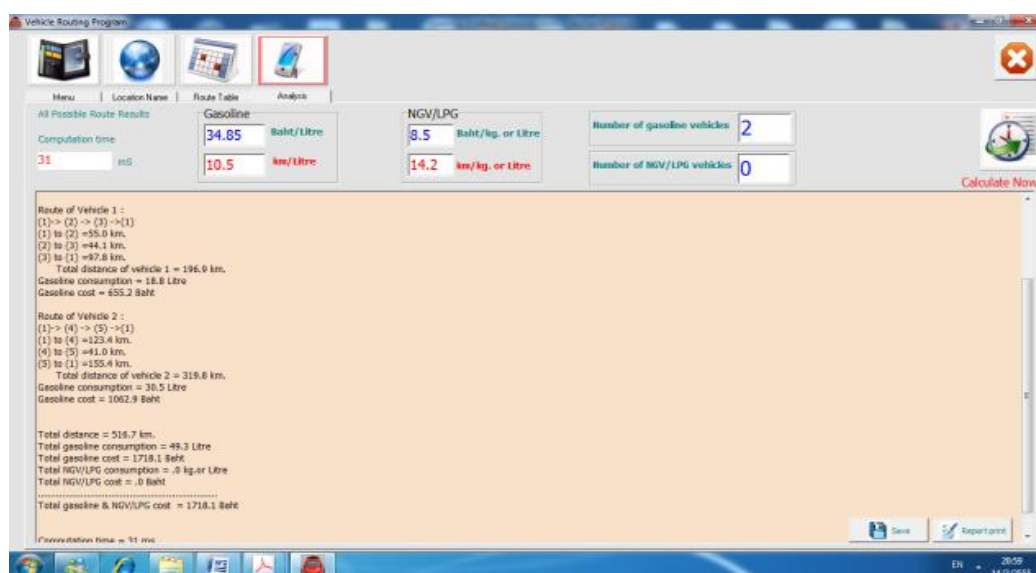 Vehicle Routing Program
Menu
Location Name
Route Table
Analysis
All Possible Route Results
Computation time
31 mS
Gasoline
34.85 Baht/Litre
10.5 km/Litre
NGV/LPG
8.5 Baht/kg. or Litre
14.2 km/kg. or Litre
Number of gasoline vehicles 2
Number of NGV/LPG vehicles 0
Calculate Now
Route of Vehicle 1 :
(1)-> (2) -> (3) ->(1)
(1) to (2) =55.0 km.
(2) to (3) =44.1 km.
(3) to (1) =97.8 km.
Total distance of vehicle 1 = 196.9 km.
Gasoline consumption = 18.8 Litre
Gasoline cost = 655.2 Baht
Route of Vehicle 2 :
(1)-> (4) -> (5) ->(1)
(1) to (4) =123.4 km.
(4) to (5) =41.0 km.
(5) to (1) =155.4 km.
Total distance of vehicle 2 = 319.8 km.
Gasoline consumption = 30.5 Litre
Gasoline cost = 1062.9 Baht
Total distance = 516.7 km.
Total gasoline consumption = 49.3 Litre
Total gasoline cost = 1718.1 Baht
Total NGV/LPG consumption = .0 kg.or Litre
Total NGV/LPG cost = .0 Baht
Total gasoline & NGV/LPG cost = 1718.1 Baht
Computation time = 31 ms
Save
Report print
EN
20:59